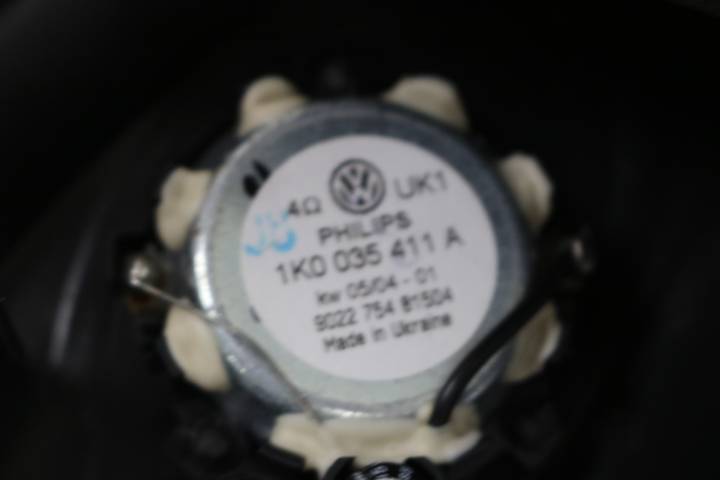 4Ω UK1
PHILIPS
1K0 035 411 A
kw 05/04 - 01
9022 754 81504
Made in Ukraine